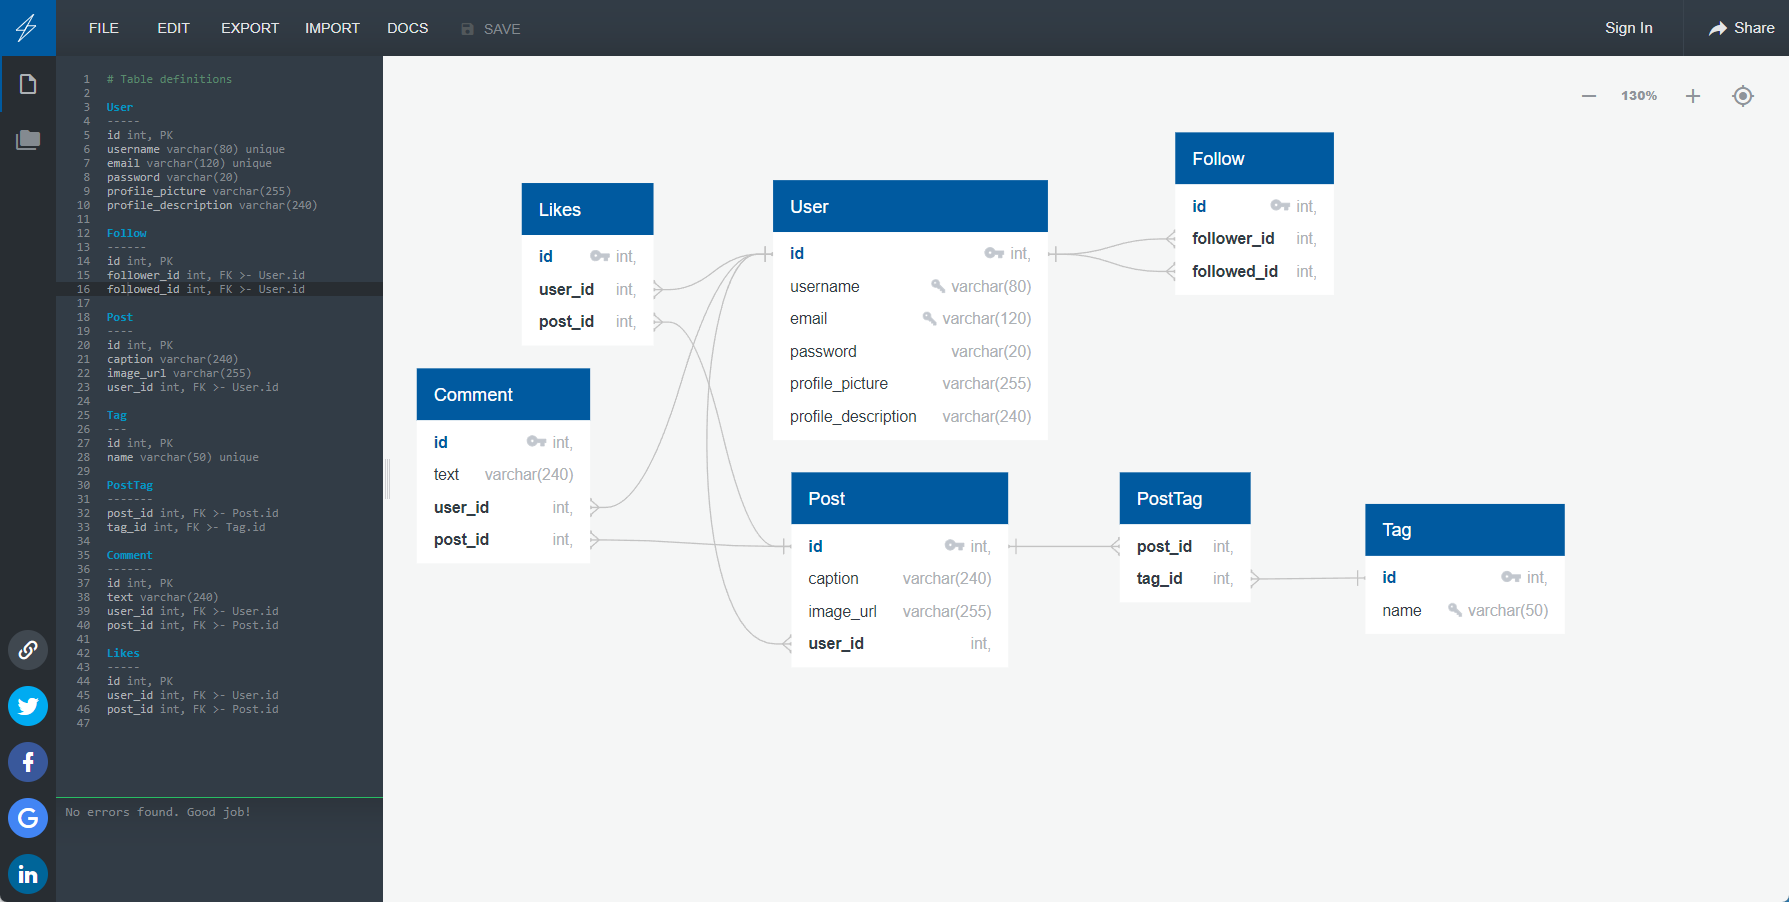 FILE EDIT EXPORT IMPORT DOCS SAVE Sign In Share
1 # Table definitions
2
3 User
4 -----
5 id int, PK
6 username varchar(80) unique
7 email varchar(120) unique
8 password varchar(20)
9 profile_picture varchar(255)
10 profile_description varchar(240)
11
12 Follow
13 ------
14 id int, PK
15 follower_id int, FK >- User.id
16 followed_id int, FK >- User.id
17
18 Post
19 ----
20 id int, PK
21 caption varchar(240)
22 image_url varchar(255)
23 user_id int, FK >- User.id
24
25 Tag
26 ---
27 id int, PK
28 name varchar(50) unique
29
30 PostTag
31 -------
32 post_id int, FK >- Post.id
33 tag_id int, FK >- Tag.id
34
35 Comment
36 -------
37 id int, PK
38 text varchar(240)
39 user_id int, FK >- User.id
40 post_id int, FK >- Post.id
41
42 Likes
43 -----
44 id int, PK
45 user_id int, FK >- User.id
46 post_id int, FK >- Post.id
47
No errors found. Good job!
130%
Likes
id int,
user_id int,
post_id int,
User
id int,
username varchar(80)
email varchar(120)
password varchar(20)
profile_picture varchar(255)
profile_description varchar(240)
Follow
id int,
follower_id int,
followed_id int,
Comment
id int,
text varchar(240)
user_id int,
post_id int,
Post
id int,
caption varchar(240)
image_url varchar(255)
user_id int,
PostTag
post_id int,
tag_id int,
Tag
id int,
name varchar(50)